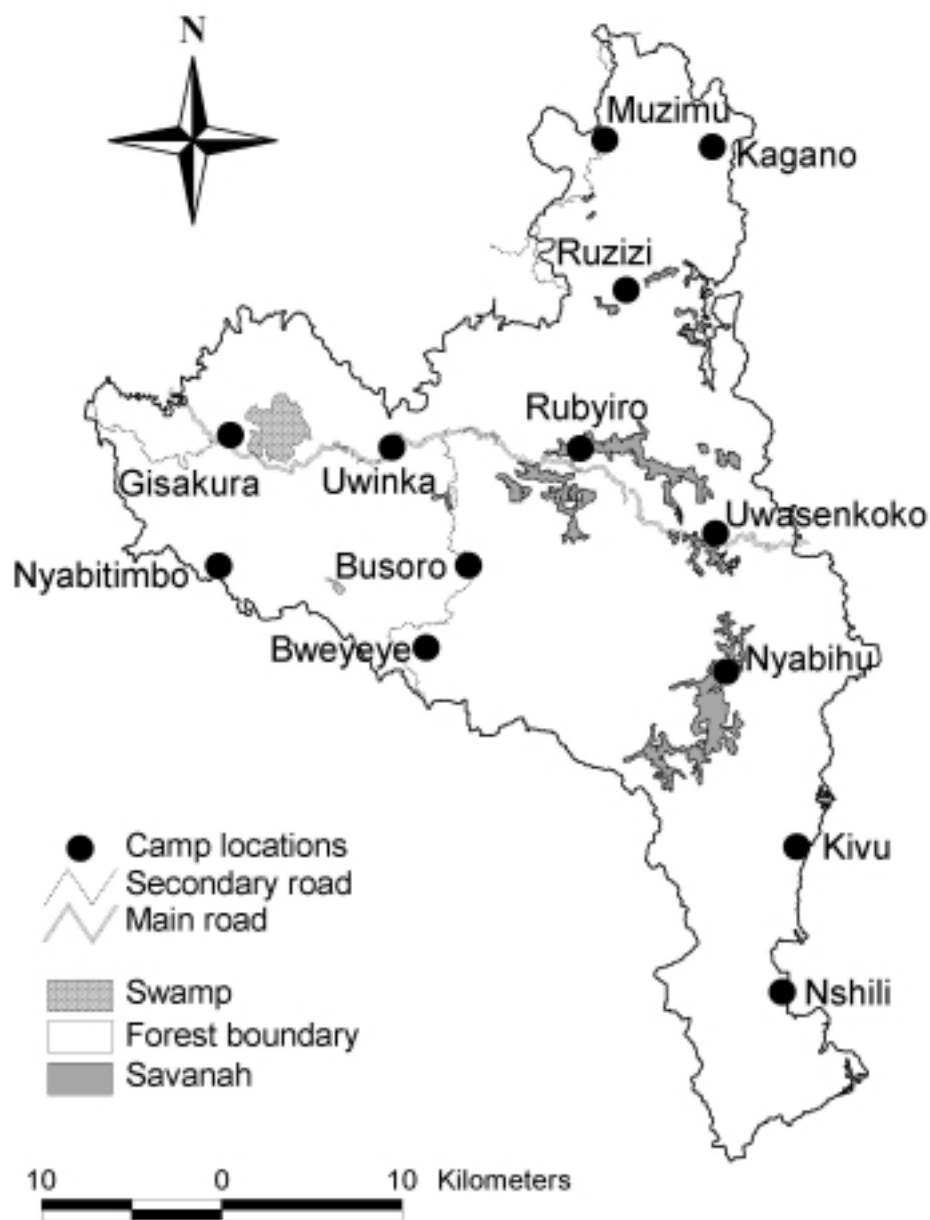 N
Muzimu
Kagano
Ruzizi
Rubyiro
Gisakura
Uwinka
Uwasenkoko
Nyabitimbo
Busoro
Bweyeye
Nyabihu
Camp locations
Kivu
Secondary road
Main road
Swamp
Nshili
Forest boundary
Savanah
10 0 10 Kilometers